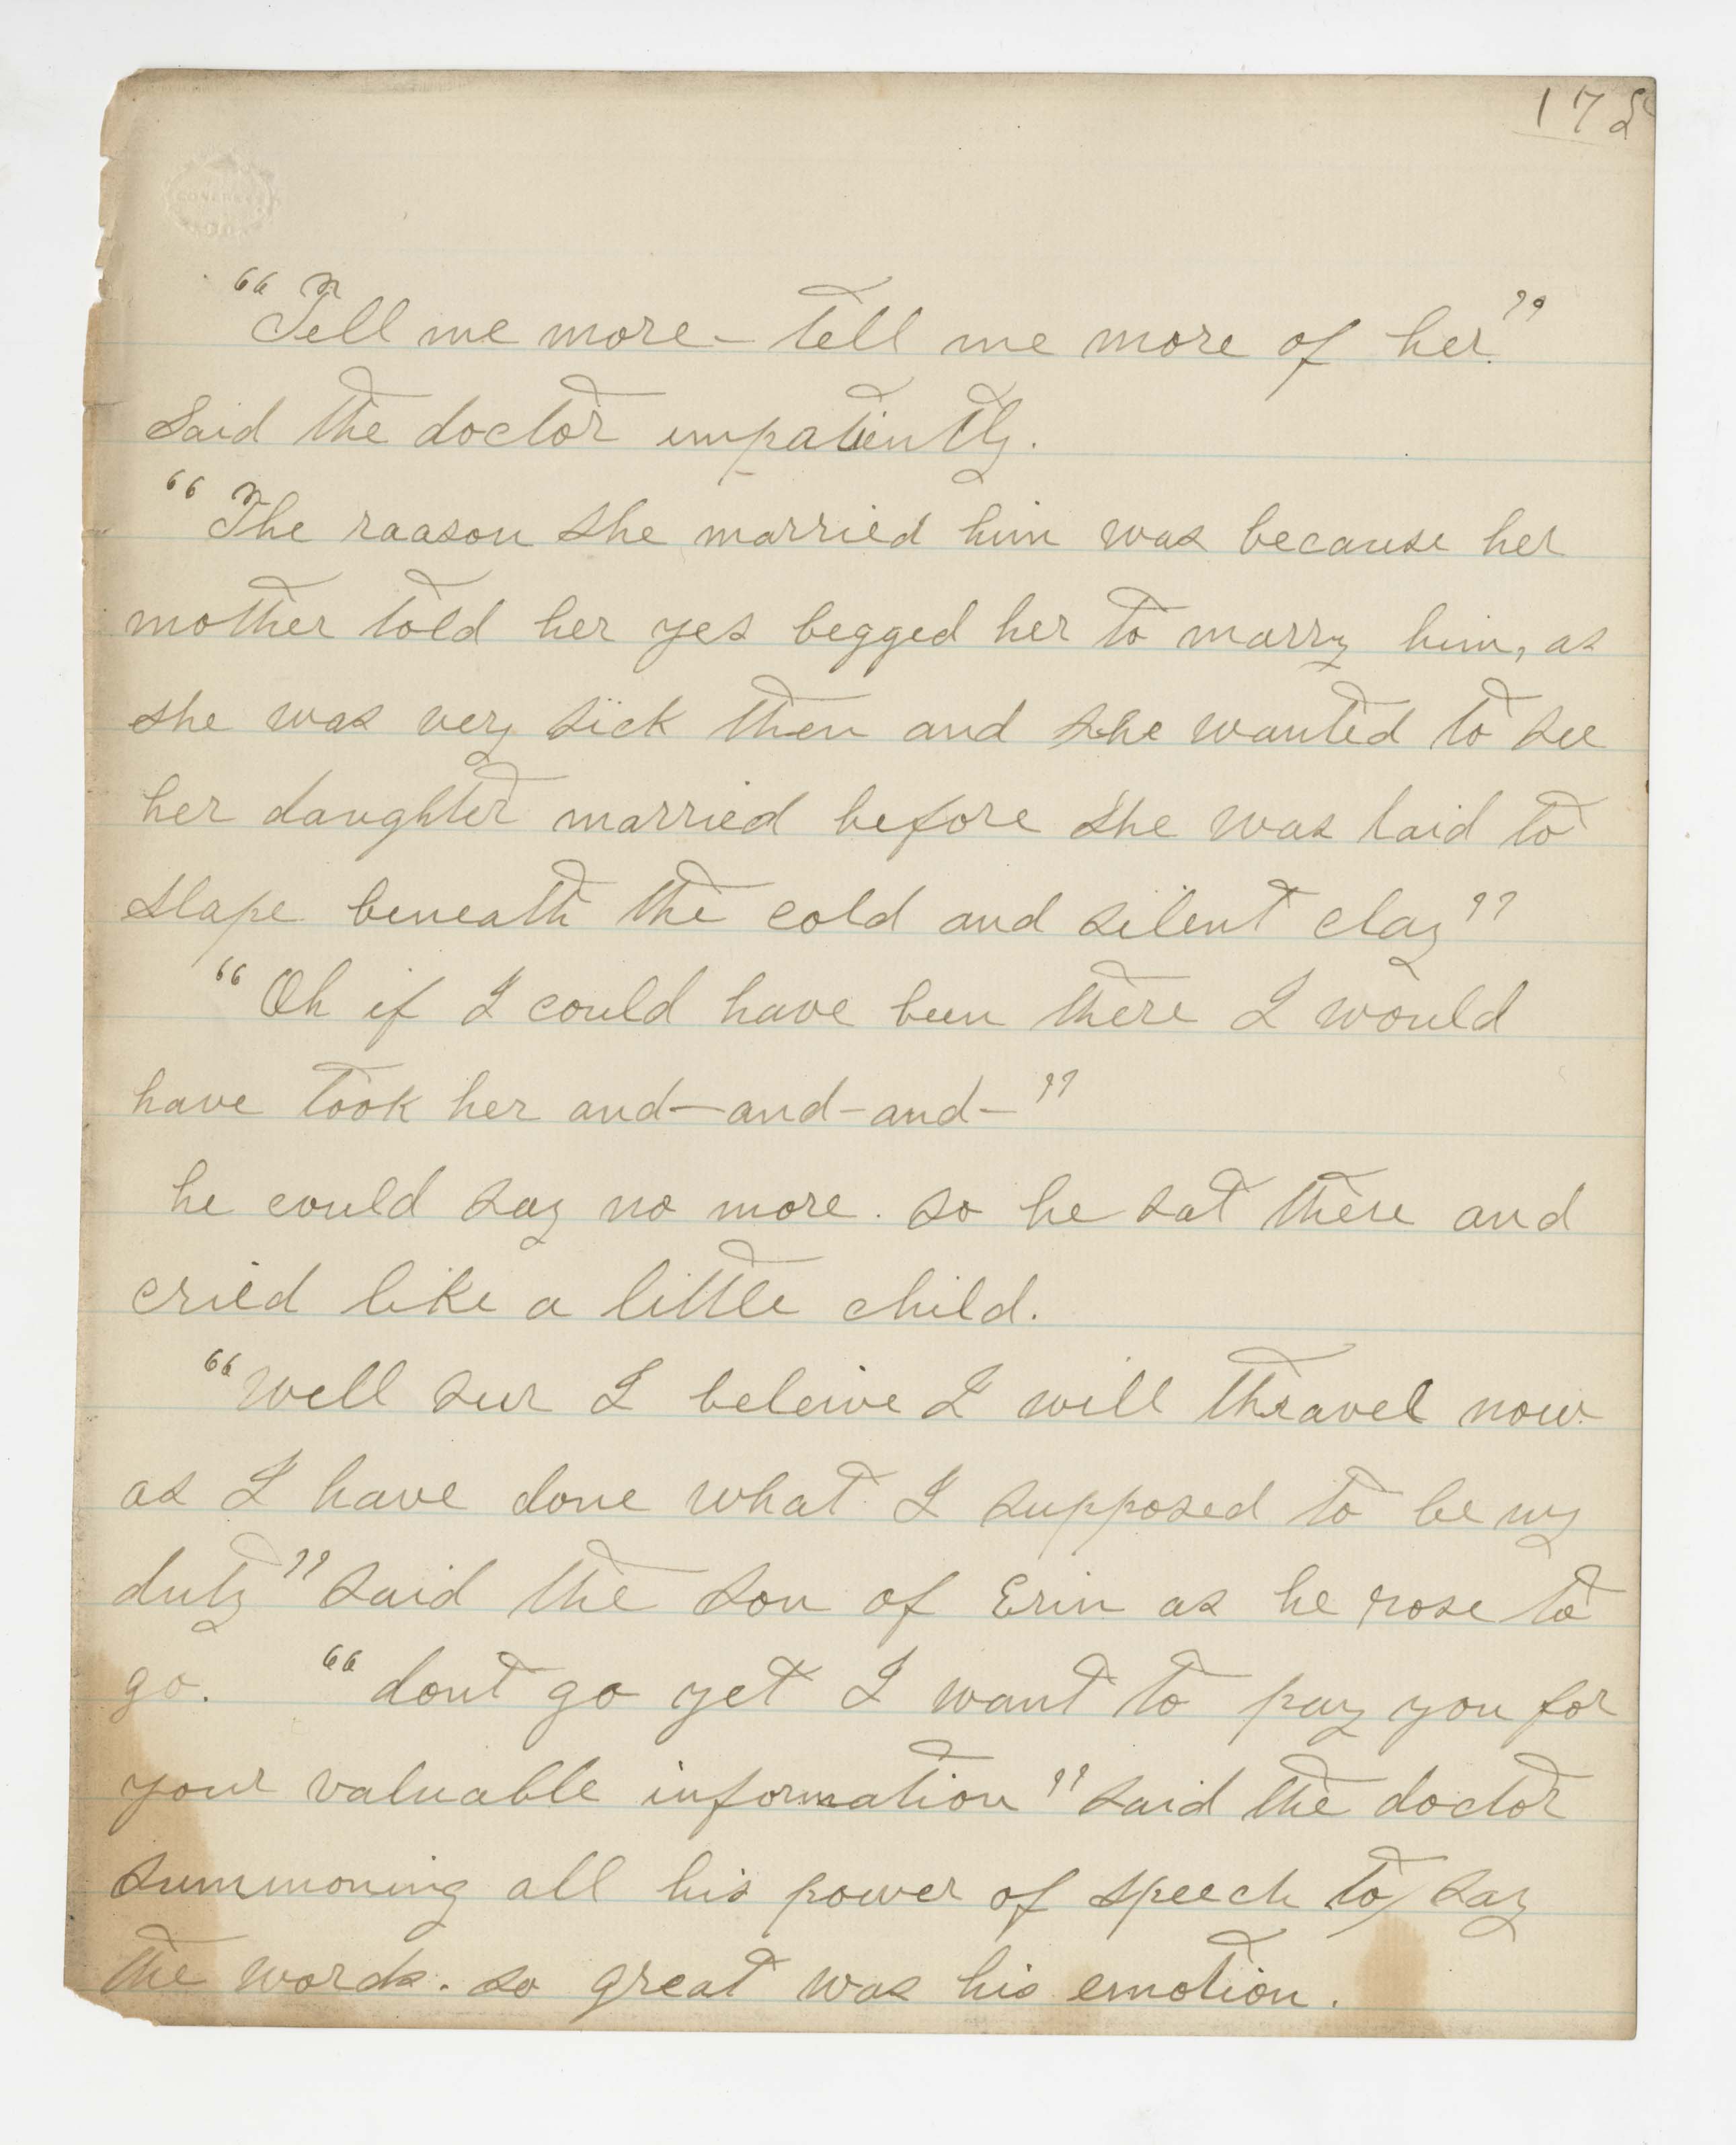 175
CONGRESS
"Tell me more - tell me more of her."
said the doctor impatiently.
"The raason she married him was because her
mother told her yes begged her to marry him, as
she was very sick then and she wanted to see
her daughter married before she was laid to
slape beneath the cold and silent clay"
"Oh if I could have been there I would
have took her and—and-and—"
he could say no more. so he sat there and
cried like a little child.
"Well sur I beleive I will thravel now
as I have done what I supposed to be my
duty" said the son of Erin as he rose to
go. "dont go yet I want to pay you for
your valuable information" said the doctor
summoning all his power of speech to say
the words. so great was his emotion.